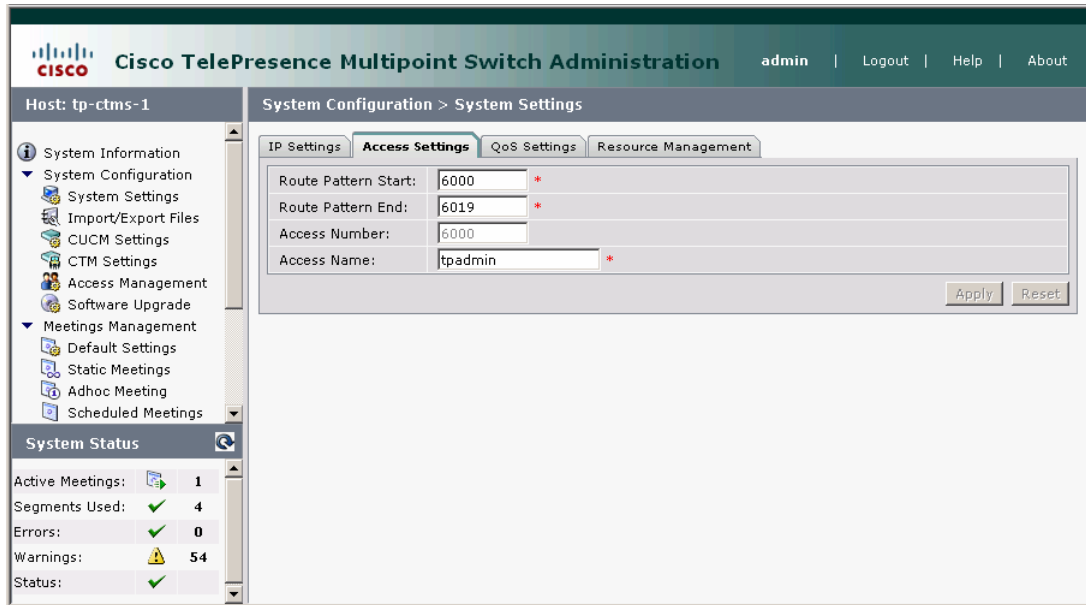 CISCO
Cisco TelePresence Multipoint Switch Administration
admin | Logout | Help | About
Host: tp-ctms-1
System Configuration > System Settings
System Information
System Configuration
System Settings
Import/Export Files
CUCM Settings
CTM Settings
Access Management
Software Upgrade
Meetings Management
Default Settings
Static Meetings
Adhoc Meeting
Scheduled Meetings
IP Settings Access Settings QoS Settings Resource Management
Route Pattern Start: 6000 *
Route Pattern End: 6019 *
Access Number: 6000
Access Name: tpadmin *
Apply Reset
System Status
Active Meetings: 1
Segments Used: 4
Errors: 0
Warnings: 54
Status: